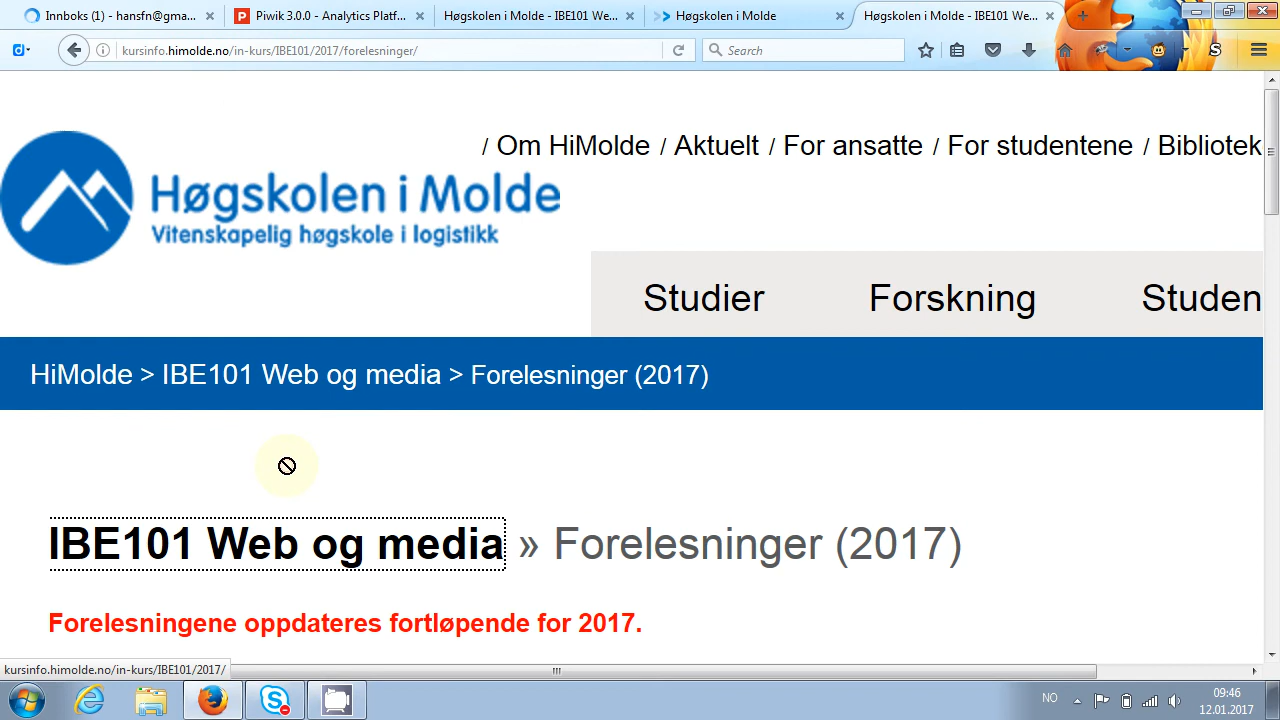 Innboks (1) - hansfn@gma...
Piwik 3.0.0 - Analytics Platf...
Høgskolen i Molde - IBE101 We...
Høgskolen i Molde
Høgskolen i Molde - IBE101 We...
kursinfo.himolde.no/in-kurs/IBE101/2017/forelesninger/
Search
/ Om HiMolde / Aktuelt / For ansatte / For studentene / Bibliotek
Høgskolen i Molde
Vitenskapelig høgskole i logistikk
Studier Forskning Studen
HiMolde > IBE101 Web og media > Forelesninger (2017)
IBE101 Web og media » Forelesninger (2017)
Forelesningene oppdateres fortløpende for 2017.
kursinfo.himolde.no/in-kurs/IBE101/2017/
NO
09:46
12.01.2017